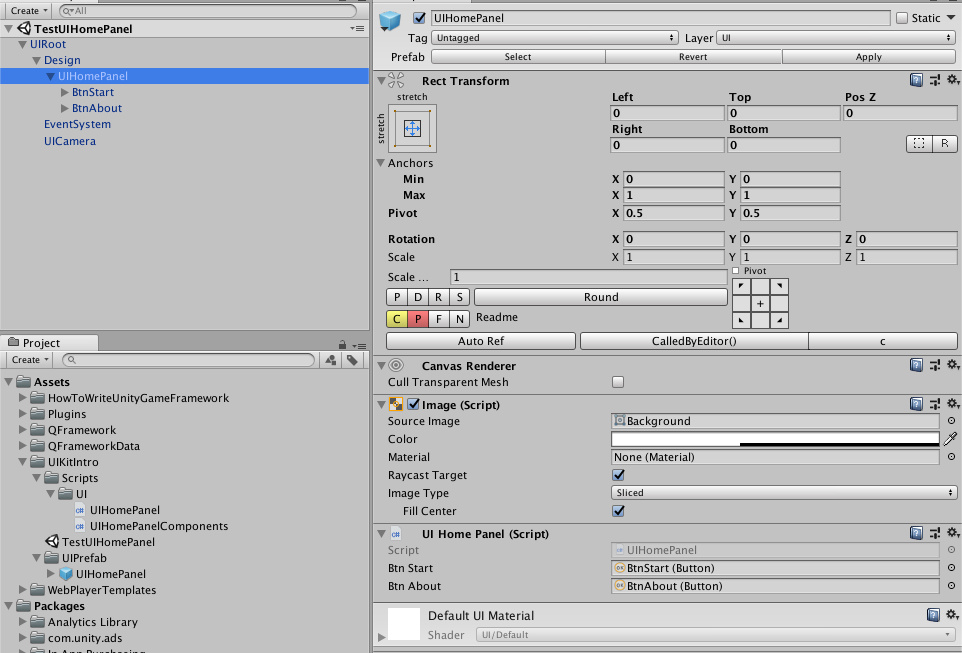 Create
All
TestUIHomePanel
UIRoot
Design
UIHomePanel
BtnStart
BtnAbout
EventSystem
UICamera
Project
Create
Assets
HowToWriteUnityGameFramework
Plugins
QFramework
QFrameworkData
UIKitIntro
Scripts
UI
UIHomePanel
UIHomePanelComponents
TestUIHomePanel
UIPrefab
UIHomePanel
WebPlayerTemplates
Packages
Analytics Library
com.unity.ads
In App Purchasing
UIHomePanel Static
Tag Untagged Layer UI
Prefab Select Revert Apply
Rect Transform
stretch Left Top Pos Z
stretch 0 0 0
Right Bottom
0 0 R
Anchors
Min X 0 Y 0
Max X 1 Y 1
Pivot X 0.5 Y 0.5
Rotation X 0 Y 0 Z 0
Scale X 1 Y 1 Z 1
Scale ... 1 Pivot
P D R S Round
C P F N Readme
Auto Ref CalledByEditor() c
Canvas Renderer
Cull Transparent Mesh
Image (Script)
Source Image Background
Color
Material None (Material)
Raycast Target
Image Type Sliced
Fill Center
UI Home Panel (Script)
Script UIHomePanel
Btn Start BtnStart (Button)
Btn About BtnAbout (Button)
Default UI Material
Shader UI/Default